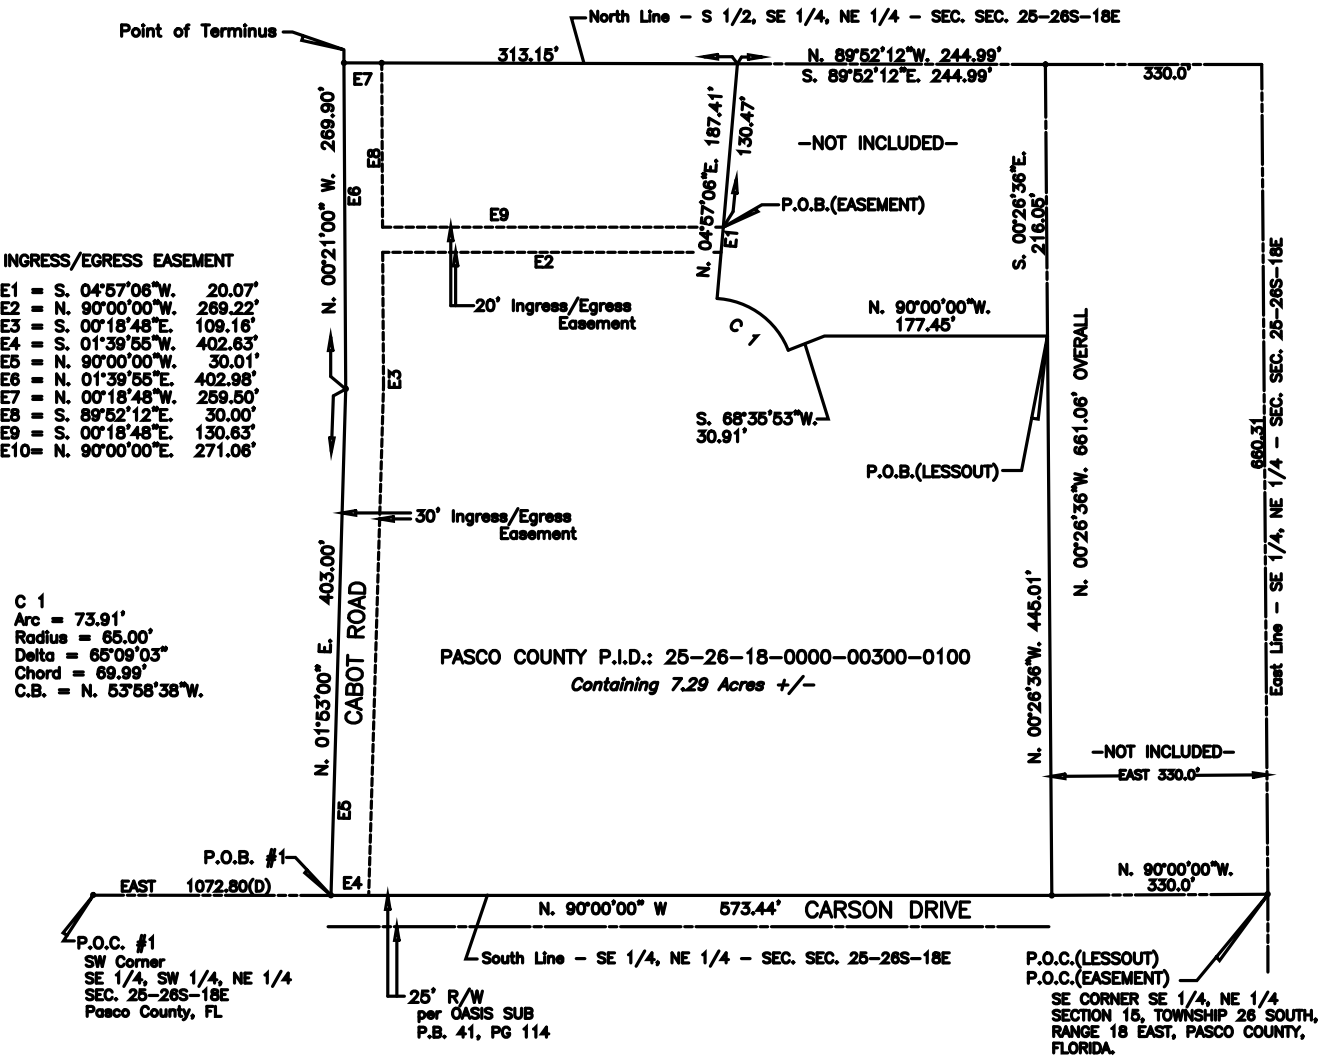 North Line - S 1/2, SE 1/4, NE 1/4 - SEC. SEC. 25-26S-18E
Point of Terminus
313.15'
N. 89°52'12"W. 244.99'
S. 89°52'12"E. 244.99'
330.0'
E7
N. 00°21'00" W. 269.90'
E8
E6
N. 04°57'06"E. 187.41'
130.47'
-NOT INCLUDED-
S. 00°26'36"E.
216.05'
P.O.B.(EASEMENT)
E9
E1
E2
INGRESS/EGRESS EASEMENT
E1 = S. 04°57'06"W. 20.07'
E2 = N. 90°00'00"W. 269.22'
E3 = S. 00°18'48"E. 109.16'
E4 = S. 01°39'55"W. 402.63'
E5 = N. 90°00'00"W. 30.01'
E6 = N. 01°39'55"E. 402.98'
E7 = N. 00°18'48"W. 259.50'
E8 = S. 89°52'12"E. 30.00'
E9 = S. 00°18'48"E. 130.63'
E10= N. 90°00'00"E. 271.06'
20' Ingress/Egress
Easement
C 1
N. 90°00'00"W.
177.45'
E3
S. 68°35'53"W.
30.91'
P.O.B.(LESSOUT)
N. 00°26'36"W. 661.06' OVERALL
660.31
East Line - SE 1/4, NE 1/4 - SEC. SEC. 25-26S-18E
30' Ingress/Egress
Easement
N. 01°53'00" E. 403.00'
CABOT ROAD
C 1
Arc = 73.91'
Radius = 65.00'
Delta = 65°09'03"
Chord = 69.99'
C.B. = N. 53°58'38"W.
PASCO COUNTY P.I.D.: 25-26-18-0000-00300-0100
Containing 7.29 Acres +/-
N. 00°26'36"W. 445.01'
-NOT INCLUDED-
EAST 330.0'
E5
P.O.B. #1
EAST 1072.80(D)
E4
N. 90°00'00"W.
330.0'
N. 90°00'00" W 573.44' CARSON DRIVE
P.O.C. #1
SW Corner
SE 1/4, SW 1/4, NE 1/4
SEC. 25-26S-18E
Pasco County, FL
South Line - SE 1/4, NE 1/4 - SEC. SEC. 25-26S-18E
25' R/W
per OASIS SUB
P.B. 41, PG 114
P.O.C.(LESSOUT)
P.O.C.(EASEMENT)
SE CORNER SE 1/4, NE 1/4
SECTION 15, TOWNSHIP 26 SOUTH,
RANGE 18 EAST, PASCO COUNTY,
FLORIDA.